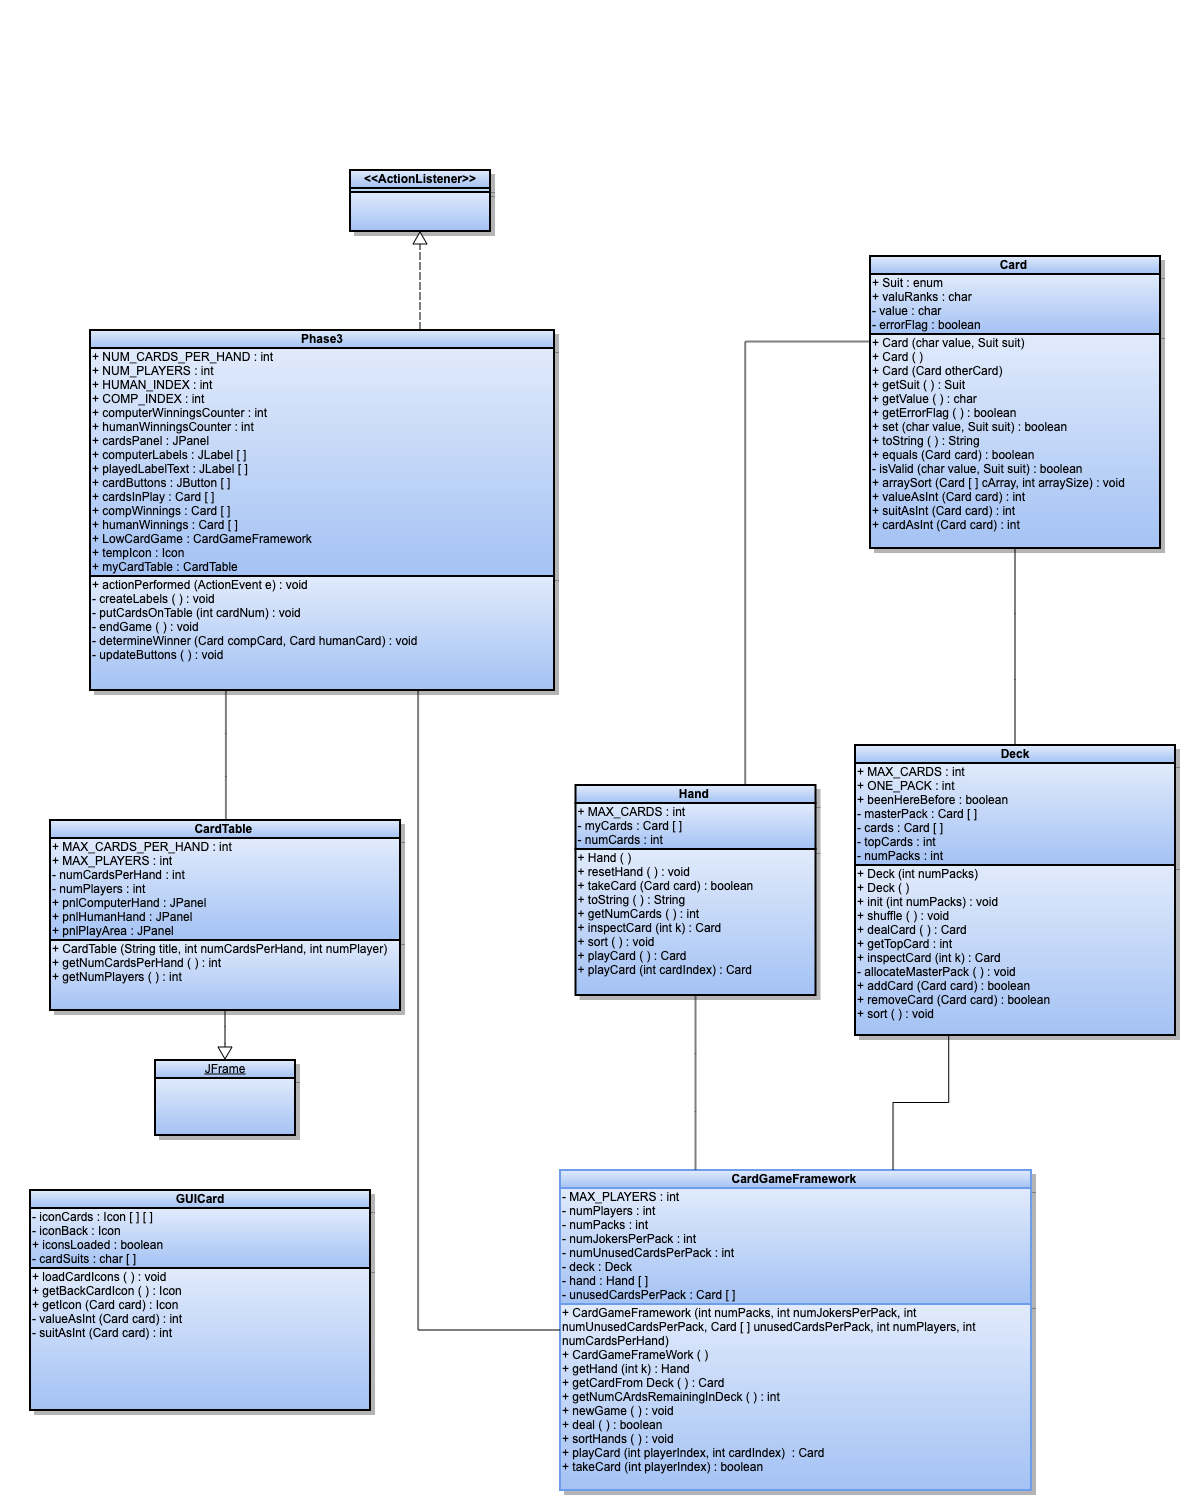 <<ActionListener>>
Phase3
+ NUM_CARDS_PER_HAND : int
+ NUM_PLAYERS : int
+ HUMAN_INDEX : int
+ COMP_INDEX : int
+ computerWinningsCounter : int
+ humanWinningsCounter : int
+ cardsPanel : JPanel
+ computerLabels : JLabel [ ]
+ playedLabelText : JLabel [ ]
+ cardButtons : JButton [ ]
+ cardsInPlay : Card [ ]
+ compWinnings : Card [ ]
+ humanWinnings : Card [ ]
+ LowCardGame : CardGameFramework
+ tempIcon : Icon
+ myCardTable : CardTable
+ actionPerformed (ActionEvent e) : void
- createLabels ( ) : void
- putCardsOnTable (int cardNum) : void
- endGame ( ) : void
- determineWinner (Card compCard, Card humanCard) : void
- updateButtons ( ) : void
Card
+ Suit : enum
+ valuRanks : char
- value : char
- errorFlag : boolean
+ Card (char value, Suit suit)
+ Card ( )
+ Card (Card otherCard)
+ getSuit ( ) : Suit
+ getValue ( ) : char
+ getErrorFlag ( ) : boolean
+ set (char value, Suit suit) : boolean
+ toString ( ) : String
+ equals (Card card) : boolean
- isValid (char value, Suit suit) : boolean
+ arraySort (Card [ ] cArray, int arraySize) : void
+ valueAsInt (Card card) : int
+ suitAsInt (Card card) : int
+ cardAsInt (Card card) : int
CardTable
+ MAX_CARDS_PER_HAND : int
+ MAX_PLAYERS : int
- numCardsPerHand : int
- numPlayers : int
+ pnlComputerHand : JPanel
+ pnlHumanHand : JPanel
+ pnlPlayArea : JPanel
+ CardTable (String title, int numCardsPerHand, int numPlayer)
+ getNumCardsPerHand ( ) : int
+ getNumPlayers ( ) : int
JFrame
Hand
+ MAX_CARDS : int
- myCards : Card [ ]
- numCards : int
+ Hand ( )
+ resetHand ( ) : void
+ takeCard (Card card) : boolean
+ toString ( ) : String
+ getNumCards ( ) : int
+ inspectCard (int k) : Card
+ sort ( ) : void
+ playCard ( ) : Card
+ playCard (int cardIndex) : Card
Deck
+ MAX_CARDS : int
+ ONE_PACK : int
+ beenHereBefore : boolean
- masterPack : Card [ ]
- cards : Card [ ]
- topCards : int
- numPacks : int
+ Deck (int numPacks)
+ Deck ( )
+ init (int numPacks) : void
+ shuffle ( ) : void
+ dealCard ( ) : Card
+ getTopCard : int
+ inspectCard (int k) : Card
- allocateMasterPack ( ) : void
+ addCard (Card card) : boolean
+ removeCard (Card card) : boolean
+ sort ( ) : void
GUICard
- iconCards : Icon [ ] [ ]
- iconBack : Icon
+ iconsLoaded : boolean
- cardSuits : char [ ]
+ loadCardIcons ( ) : void
+ getBackCardIcon ( ) : Icon
+ getIcon (Card card) : Icon
- valueAsInt (Card card) : int
- suitAsInt (Card card) : int
CardGameFramework
- MAX_PLAYERS : int
- numPlayers : int
- numPacks : int
- numJokersPerPack : int
- numUnusedCardsPerPack : int
- deck : Deck
- hand : Hand [ ]
- unusedCardsPerPack : Card [ ]
+ CardGameFramework (int numPacks, int numJokersPerPack, int
numUnusedCardsPerPack, Card [ ] unusedCardsPerPack, int numPlayers, int
numCardsPerHand)
+ CardGameFrameWork ( )
+ getHand (int k) : Hand
+ getCardFrom Deck ( ) : Card
+ getNumCArdsRemainingInDeck ( ) : int
+ newGame ( ) : void
+ deal ( ) : boolean
+ sortHands ( ) : void
+ playCard (int playerIndex, int cardIndex)  : Card
+ takeCard (int playerIndex) : boolean